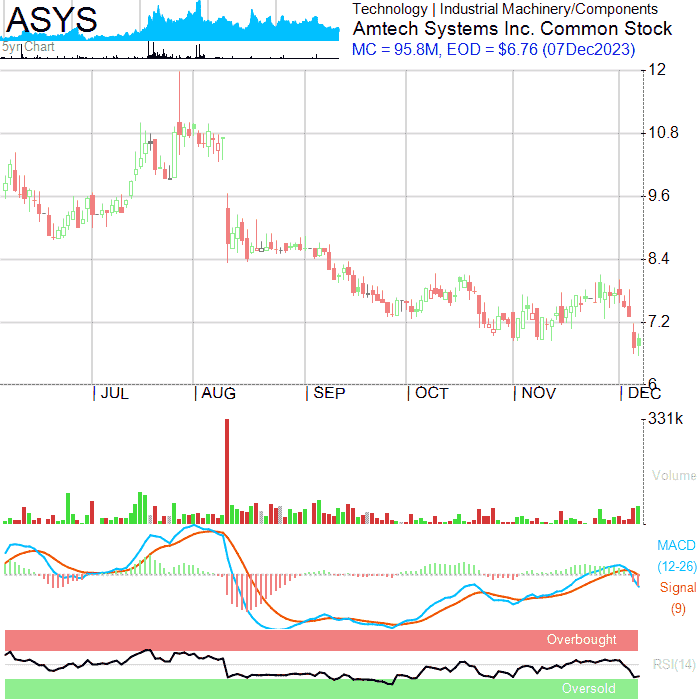 ASYS
5yr Chart
Technology | Industrial Machinery/Components
Amtech Systems Inc. Common Stock
MC = 95.8M, EOD = $6.76 (07Dec2023)
12
10.8
9.6
8.4
7.2
6
JUL AUG SEP OCT NOV DEC
331k
Volume
MACD
(12-26)
Signal
(9)
Overbought
RSI(14)
Oversold